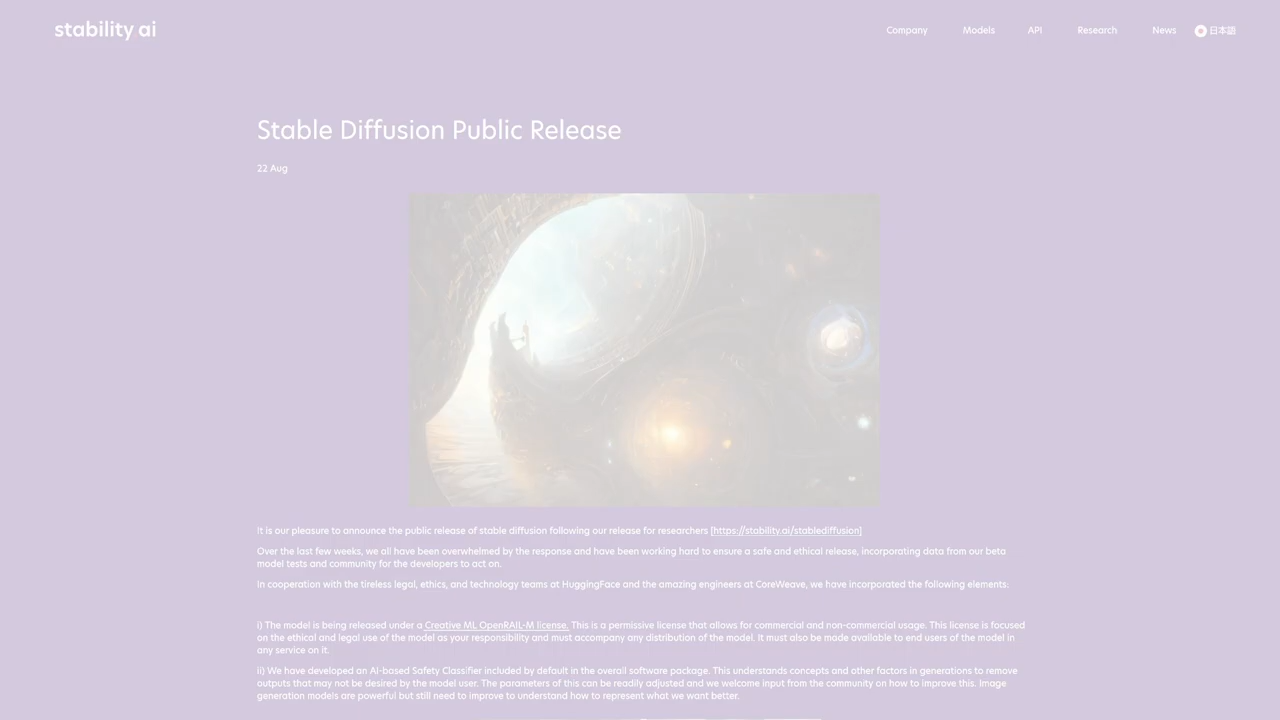 stability ai
Company Models API Research News 日本語
Stable Diffusion Public Release
22 Aug
It is our pleasure to announce the public release of stable diffusion following our release for researchers [https://stability.ai/stablediffusion]
Over the last few weeks, we all have been overwhelmed by the response and have been working hard to ensure a safe and ethical release, incorporating data from our beta
model tests and community for the developers to act on.
In cooperation with the tireless legal, ethics, and technology teams at HuggingFace and the amazing engineers at CoreWeave, we have incorporated the following elements:
i) The model is being released under a Creative ML OpenRAIL-M license. This is a permissive license that allows for commercial and non-commercial usage. This license is focused
on the ethical and legal use of the model as your responsibility and must accompany any distribution of the model. It must also be made available to end users of the model in
any service on it.
ii) We have developed an AI-based Safety Classifier included by default in the overall software package. This understands concepts and other factors in generations to remove
outputs that may not be desired by the model user. The parameters of this can be readily adjusted and we welcome input from the community on how to improve this. Image
generation models are powerful but still need to improve to understand how to represent what we want better.